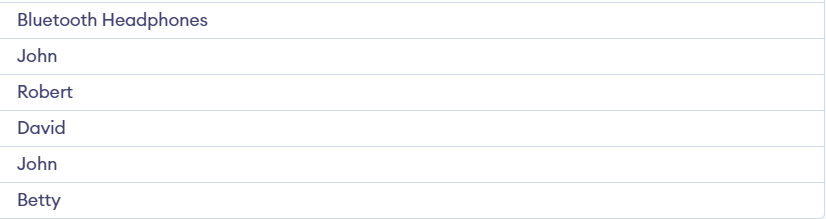 Bluetooth Headphones
John
Robert
David
John
Betty